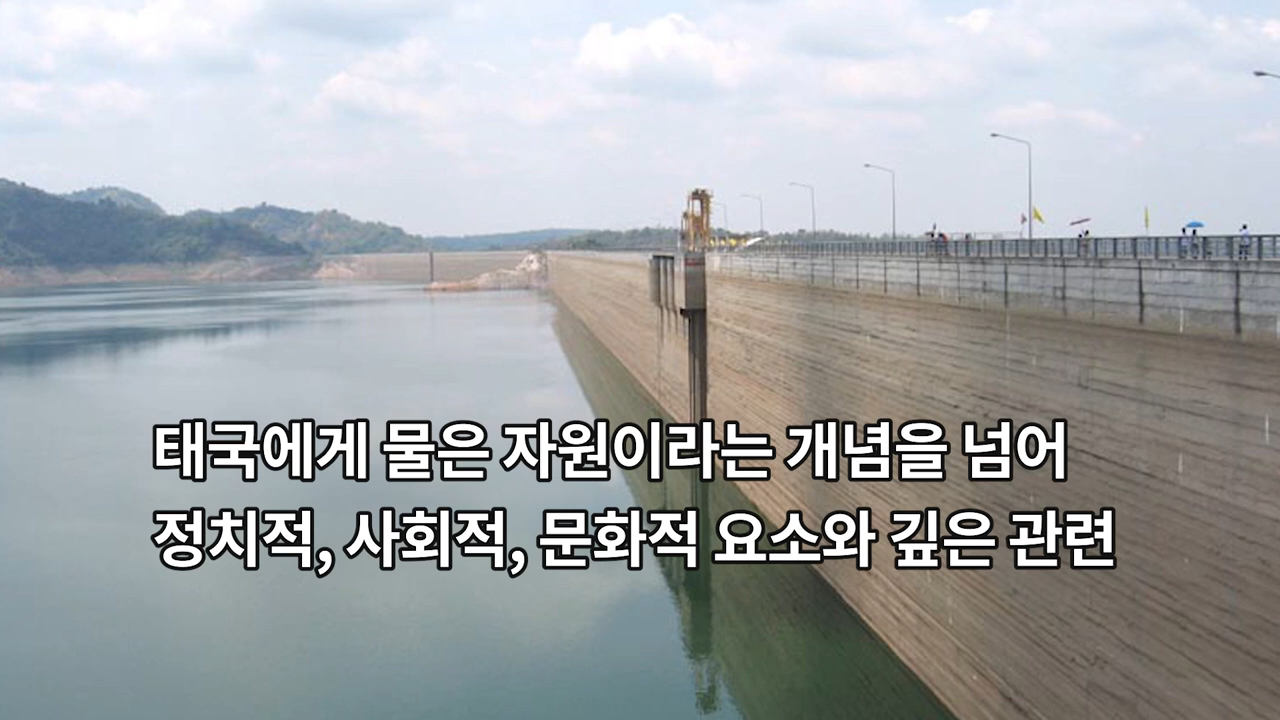 태국에게 물은 자원이라는 개념을 넘어
정치적, 사회적, 문화적 요소와 깊은 관련